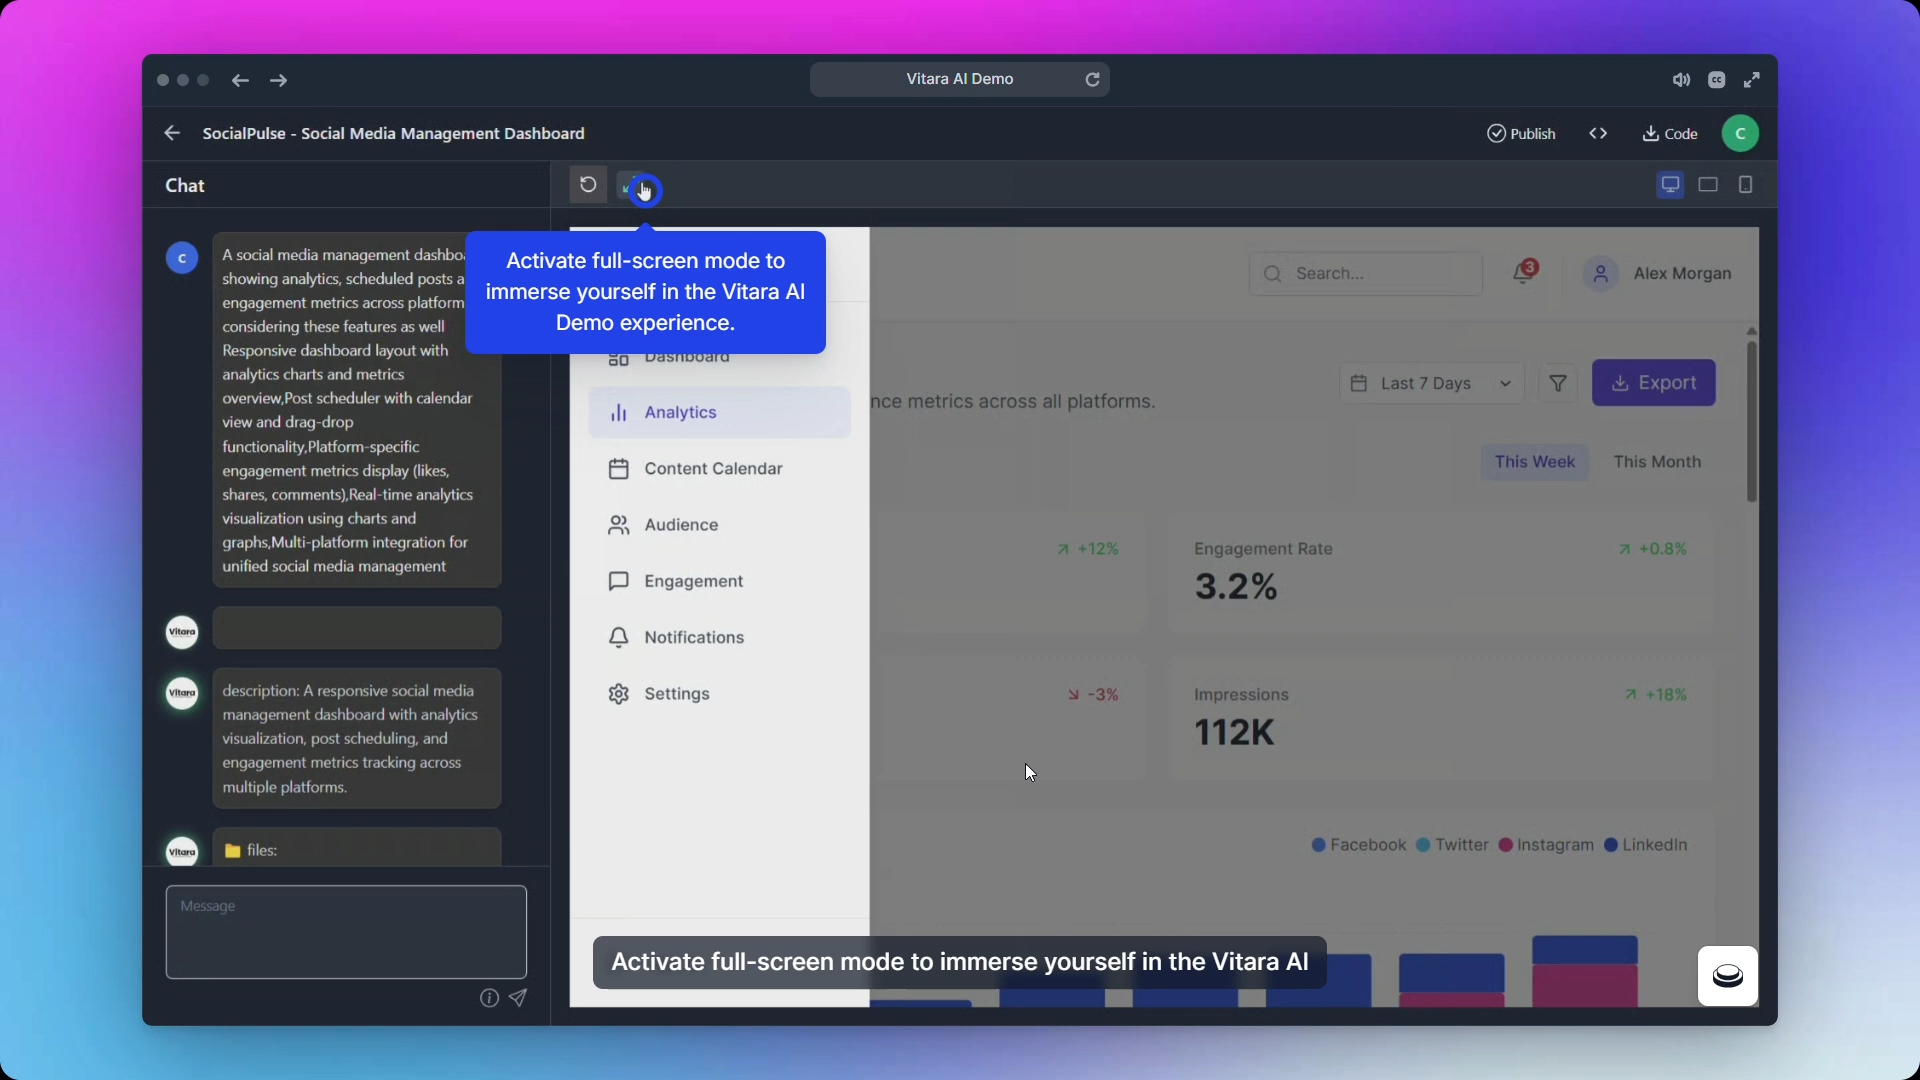 Vitara AI Demo
CC
SocialPulse - Social Media Management Dashboard
Publish
Code
C
Chat
C
A social media management dashboa
showing analytics, scheduled posts a
engagement metrics across platform
considering these features as well
Responsive dashboard layout with
analytics charts and metrics
overview,Post scheduler with calendar
view and drag-drop
functionality,Platform-specific
engagement metrics display (likes,
shares, comments),Real-time analytics
visualization using charts and
graphs,Multi-platform integration for
unified social media management
Vitara
Vitara
description: A responsive social media
management dashboard with analytics
visualization, post scheduling, and
engagement metrics tracking across
multiple platforms.
Vitara
📁 files:
Message
Activate full-screen mode to
immerse yourself in the Vitara AI
Demo experience.
Dashboard
Analytics
Content Calendar
Audience
Engagement
Notifications
Settings
Search...
3
Alex Morgan
nce metrics across all platforms.
Last 7 Days
Export
This Week
This Month
+12%
Engagement Rate
+0.8%
3.2%
-3%
Impressions
+18%
112K
Facebook
Twitter
Instagram
LinkedIn
Activate full-screen mode to immerse yourself in the Vitara AI